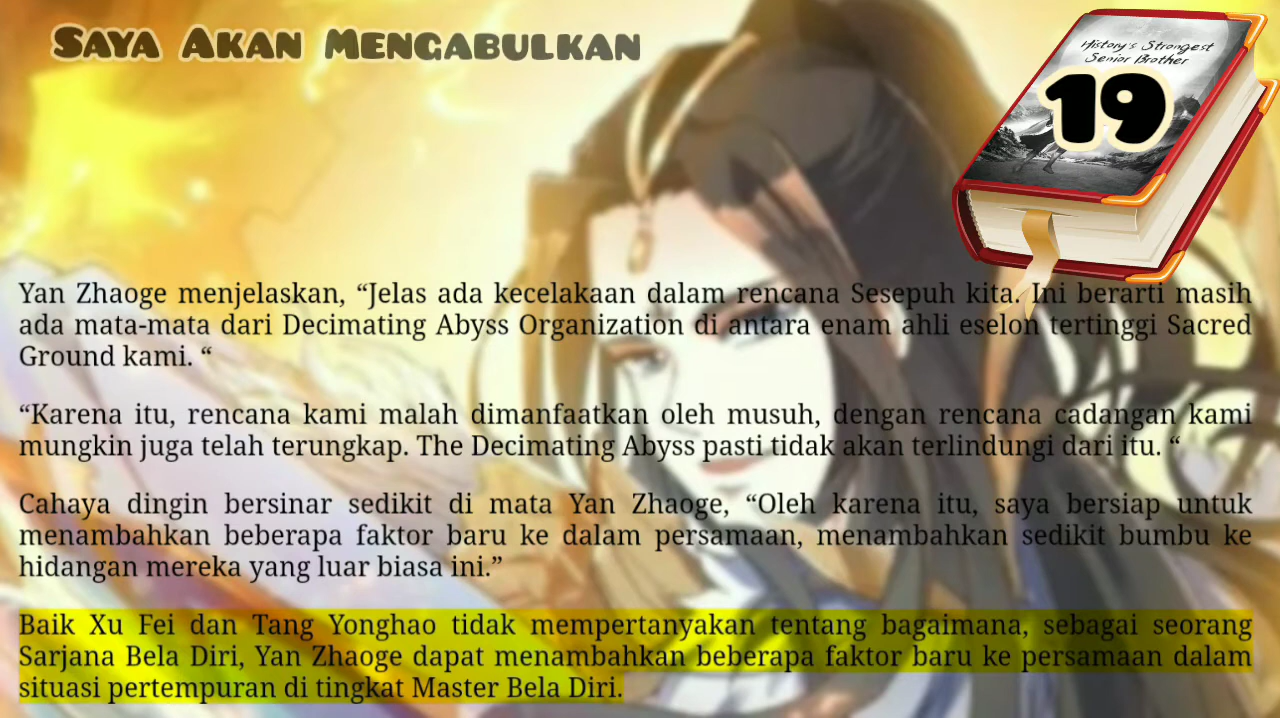 Saya Akan Mengabulkan
History's Strongest
Senior Brother
19
Yan Zhaoge menjelaskan, “Jelas ada kecelakaan dalam rencana Sesepuh kita. Ini berarti masih
ada mata-mata dari Decimating Abyss Organization di antara enam ahli eselon tertinggi Sacred
Ground kami. “
“Karena itu, rencana kami malah dimanfaatkan oleh musuh, dengan rencana cadangan kami
mungkin juga telah terungkap. The Decimating Abyss pasti tidak akan terlindungi dari itu. “
Cahaya dingin bersinar sedikit di mata Yan Zhaoge, “Oleh karena itu, saya bersiap untuk
menambahkan beberapa faktor baru ke dalam persamaan, menambahkan sedikit bumbu ke
hidangan mereka yang luar biasa ini.”
Baik Xu Fei dan Tang Yonghao tidak mempertanyakan tentang bagaimana, sebagai seorang
Sarjana Bela Diri, Yan Zhaoge dapat menambahkan beberapa faktor baru ke persamaan dalam
situasi pertempuran di tingkat Master Bela Diri.